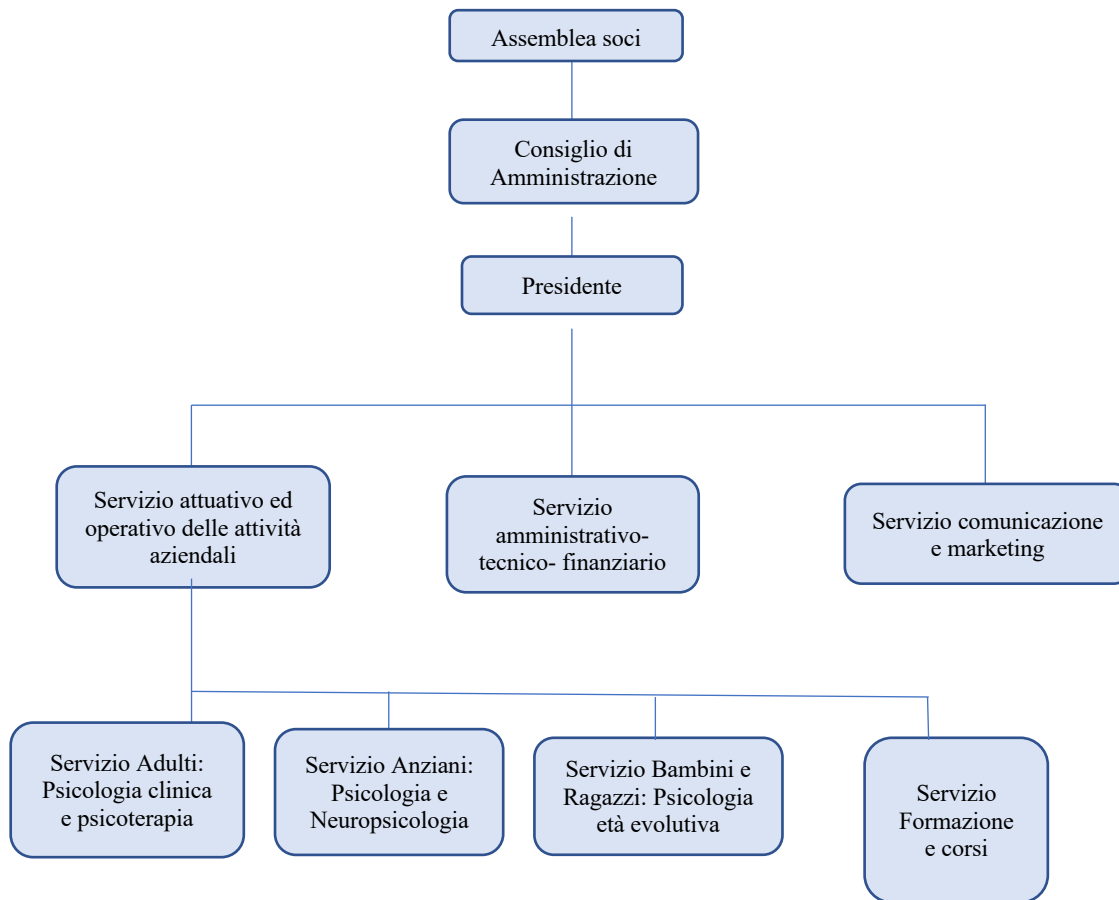 Assemblea soci
Consiglio di
Amministrazione
Presidente
Servizio attuativo ed
operativo delle attività
aziendali
Servizio
amministrativo-
tecnico- finanziario
Servizio comunicazione
e marketing
Servizio Adulti:
Psicologia clinica
e psicoterapia
Servizio Anziani:
Psicologia e
Neuropsicologia
Servizio Bambini e
Ragazzi: Psicologia
età evolutiva
Servizio
Formazione
e corsi